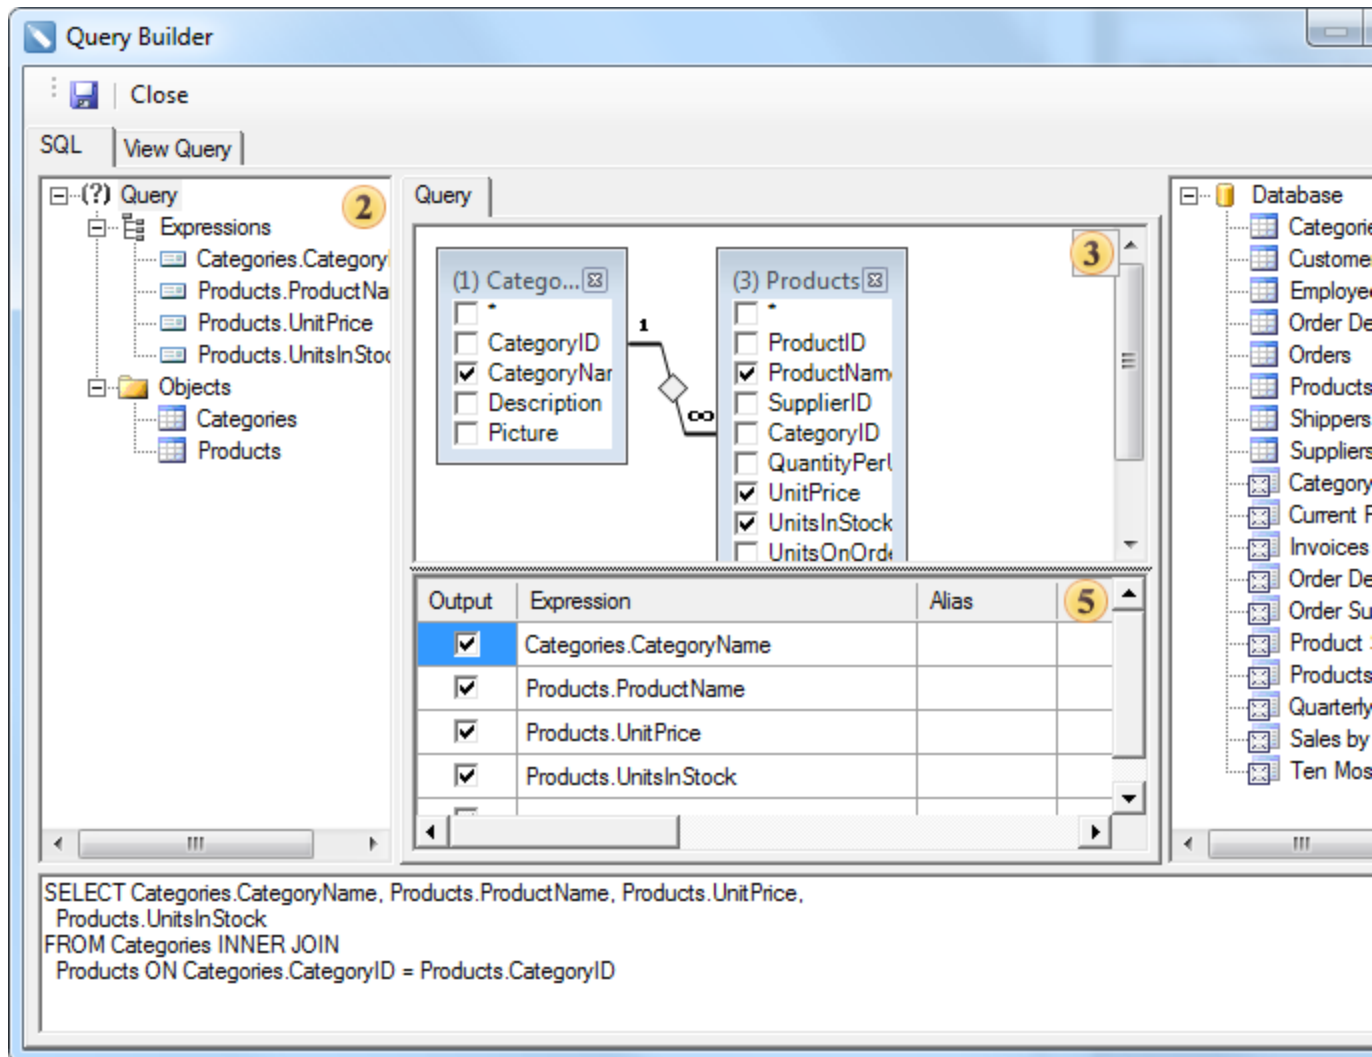 Query Builder
Close
SQL
View Query
(?) Query
2
Expressions
Categories.Category
Products.ProductNa
Products.UnitPrice
Products.UnitsInStoc
Objects
Categories
Products
Query
3
(1) Catego...
*
CategoryID
CategoryNar
Description
Picture
1
∞
(3) Products
*
ProductID
ProductName
SupplierID
CategoryID
QuantityPerU
UnitPrice
UnitsInStock
UnitsOnOrde
Output Expression Alias 5
Categories.CategoryName
Products.ProductName
Products.UnitPrice
Products.UnitsInStock
Database
Categorie
Customer
Employee
Order De
Orders
Products
Shippers
Suppliers
Category
Current P
Invoices
Order De
Order Su
Product
Products
Quarterly
Sales by
Ten Mos
SELECT Categories.CategoryName, Products.ProductName, Products.UnitPrice,
Products.UnitsInStock
FROM Categories INNER JOIN
Products ON Categories.CategoryID = Products.CategoryID